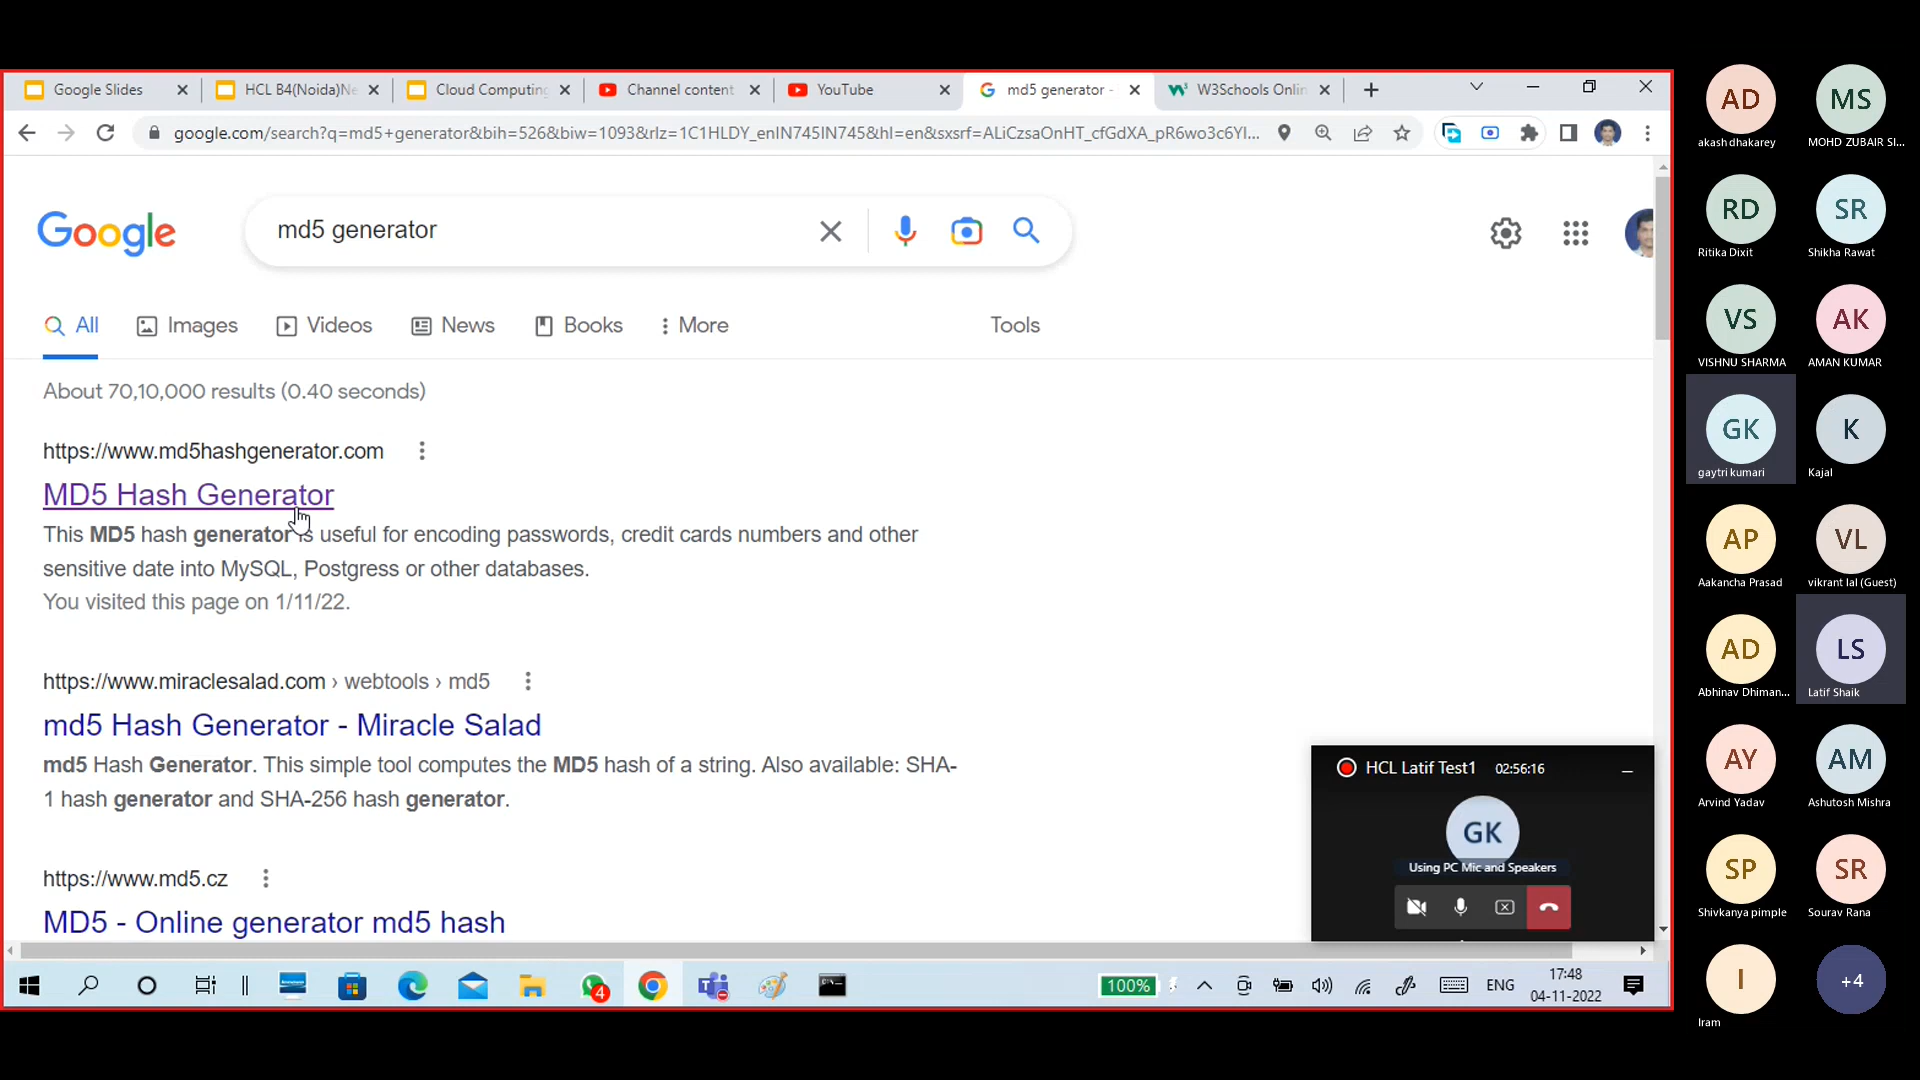 Google Slides
HCL B4(Noida)Ne
Cloud Computing
Channel content
YouTube
md5 generator -
W3Schools Onlin
google.com/search?q=md5+generator&bih=526&biw=1093&rlz=1C1HLDY_enIN745IN745&hl=en&sxsrf=ALiCzsaOnHT_cfGdXA_pR6wo3c6YI...
Google
md5 generator
All
Images
Videos
News
Books
More
Tools
About 70,10,000 results (0.40 seconds)
https://www.md5hashgenerator.com
MD5 Hash Generator
This MD5 hash generator is useful for encoding passwords, credit cards numbers and other
sensitive date into MySQL, Postgress or other databases.
You visited this page on 1/11/22.
https://www.miraclesalad.com › webtools › md5
md5 Hash Generator - Miracle Salad
md5 Hash Generator. This simple tool computes the MD5 hash of a string. Also available: SHA-
1 hash generator and SHA-256 hash generator.
https://www.md5.cz
MD5 - Online generator md5 hash
HCL Latif Test1 02:56:16
GK
Using PC Mic and Speakers
4
100%
ENG
17:48
04-11-2022
AD
akash dhakarey
MS
MOHD ZUBAIR SI...
RD
Ritika Dixit
SR
Shikha Rawat
VS
VISHNU SHARMA
AK
AMAN KUMAR
GK
gaytri kumari
K
Kajal
AP
Aakancha Prasad
VL
vikrant lal (Guest)
AD
Abhinav Dhiman...
LS
Latif Shaik
AY
Arvind Yadav
AM
Ashutosh Mishra
SP
Shivkanya pimple
SR
Sourav Rana
I
Iram
+4